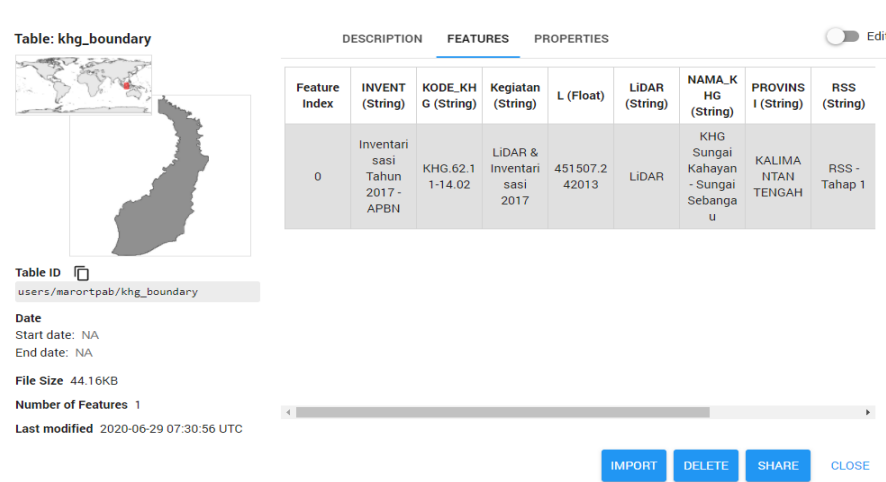 Table: khg_boundary
DESCRIPTION FEATURES PROPERTIES
Edit
Feature
Index
INVENT
(String)
KODE_KH
G (String)
Kegiatan
(String)
L (Float)
LiDAR
(String)
NAMA_K
HG
(String)
PROVINS
I (String)
RSS
(String)
0
Inventari
sasi
Tahun
2017 -
APBN
KHG.62.1
1-14.02
LiDAR &
Inventari
sasi
2017
451507.2
42013
LiDAR
KHG
Sungai
Kahayan
- Sungai
Sebanga
u
KALIMA
NTAN
TENGAH
RSS -
Tahap 1
Table ID
users/marortpab/khg_boundary
Date
Start date: NA
End date: NA
File Size 44.16KB
Number of Features 1
Last modified 2020-06-29 07:30:56 UTC
IMPORT DELETE SHARE CLOSE